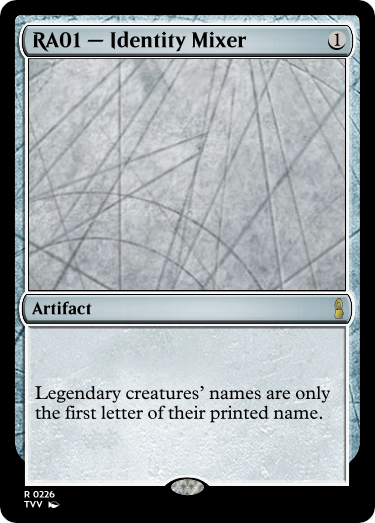 RA01 — Identity Mixer 1
Artifact
Legendary creatures’ names are only
the first letter of their printed name.
R 0226
TVV